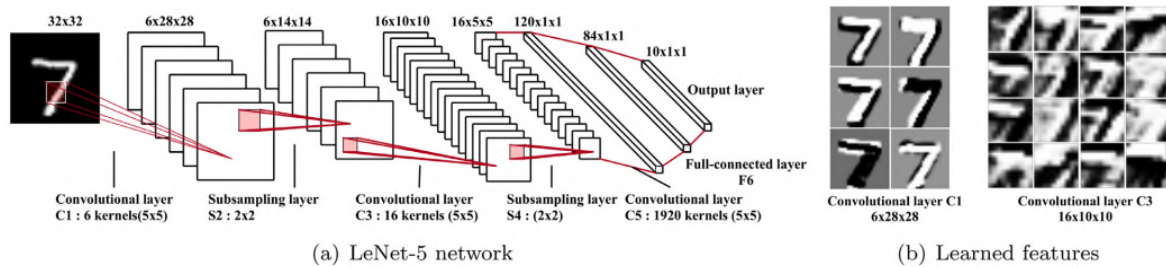 32x32
6x28x28
6x14x14
16x10x10
16x5x5
120x1x1
84x1x1
10x1x1
Output layer
Full-connected layer
F6
Convolutional layer
C1 : 6 kernels(5x5)
Subsampling layer
S2 : 2x2
Convolutional layer
C3 : 16 kernels (5x5)
Subsampling layer
S4 : (2x2)
Convolutional layer
C5 : 1920 kernels (5x5)
(a) LeNet-5 network
Convolutional layer C1
6x28x28
Convolutional layer C3
16x10x10
(b) Learned features